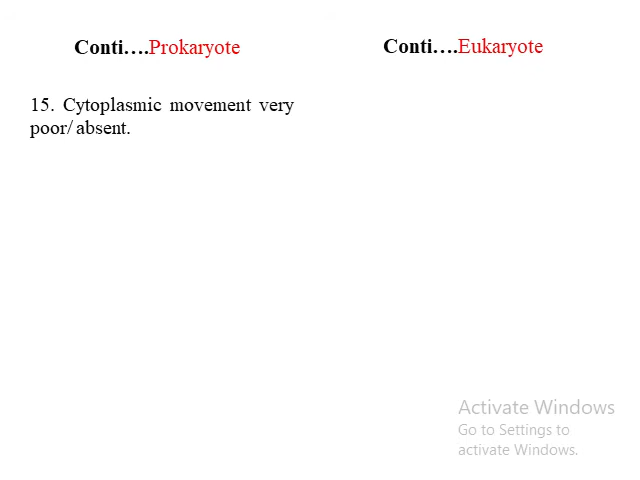 Conti….Prokaryote
15. Cytoplasmic movement very
poor/ absent.
Conti….Eukaryote
Activate Windows
Go to Settings to
activate Windows.